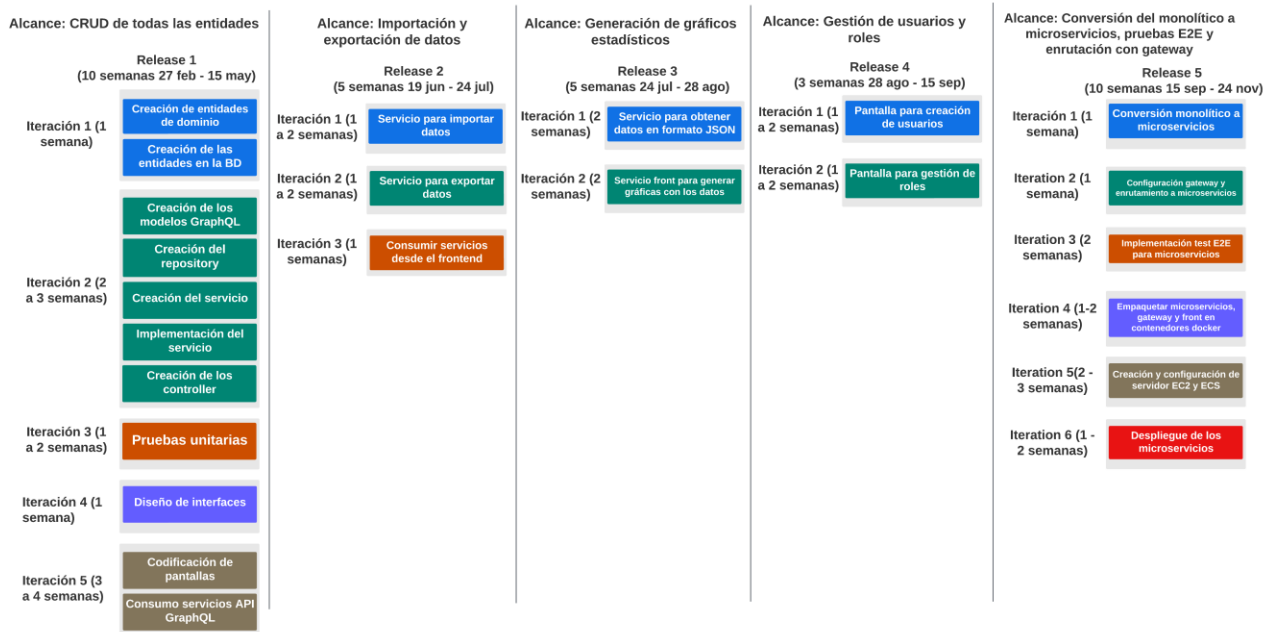 Alcance: CRUD de todas las entidades
Release 1
(10 semanas 27 feb - 15 may)
Iteración 1 (1
semana)
Creación de entidades
de dominio
Creación de las
entidades en la BD
Iteración 2 (2
a 3 semanas)
Creación de los
modelos GraphQL
Creación del
repository
Creación del servicio
Implementación del
servicio
Creación de los
controller
Iteración 3 (1
a 2 semanas)
Pruebas unitarias
Iteración 4 (1
semana)
Diseño de interfaces
Iteración 5 (3
a 4 semanas)
Codificación de
pantallas
Consumo servicios API
GraphQL
Alcance: Importación y
exportación de datos
Release 2
(5 semanas 19 jun - 24 jul)
Iteración 1 (1
a 2 semanas)
Servicio para importar
datos
Iteración 2 (1
a 2 semanas)
Servicio para exportar
datos
Iteración 3 (1
semanas)
Consumir servicios
desde el frontend
Alcance: Generación de gráficos
estadísticos
Release 3
(5 semanas 24 jul - 28 ago)
Iteración 1 (2
semanas)
Servicio para obtener
datos en formato JSON
Iteración 2 (2
semanas)
Servicio front para generar
gráficas con los datos
Alcance: Gestión de usuarios y
roles
Release 4
(3 semanas 28 ago - 15 sep)
Iteración 1 (1
a 2 semanas)
Pantalla para creación
de usuarios
Iteración 2 (1
a 2 semanas)
Pantalla para gestión de
roles
Alcance: Conversión del monolítico a
microservicios, pruebas E2E y
enrutación con gateway
Release 5
(10 semanas 15 sep - 24 nov)
Iteración 1 (1
semana)
Conversión monolítico a
microservicios
Iteration 2 (1
semana)
Configuración gateway y
enrutamiento a microservicios
Iteration 3 (2
semanas)
Implementación test E2E
para microservicios
Iteration 4 (1-2
semanas)
Empaquetar microservicios,
gateway y front en
contenedores docker
Iteration 5(2 -
3 semanas)
Creación y configuración de
servidor EC2 y ECS
Iteration 6 (1 -
2 semanas)
Despliegue de los
microservicios